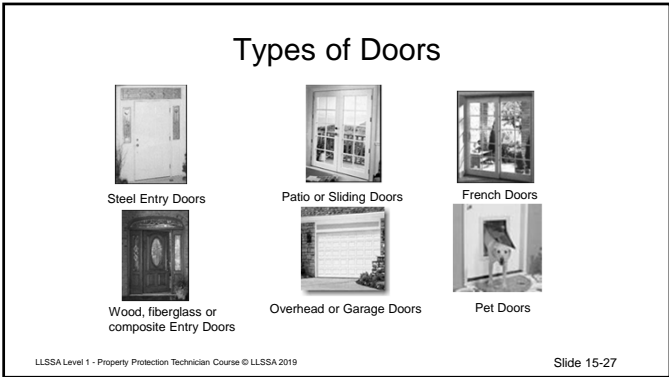 Types of Doors
Steel Entry Doors
Patio or Sliding Doors
French Doors
Wood, fiberglass or
composite Entry Doors
Overhead or Garage Doors
Pet Doors
LLSSA Level 1 - Property Protection Technician Course © LLSSA 2019
Slide 15-27